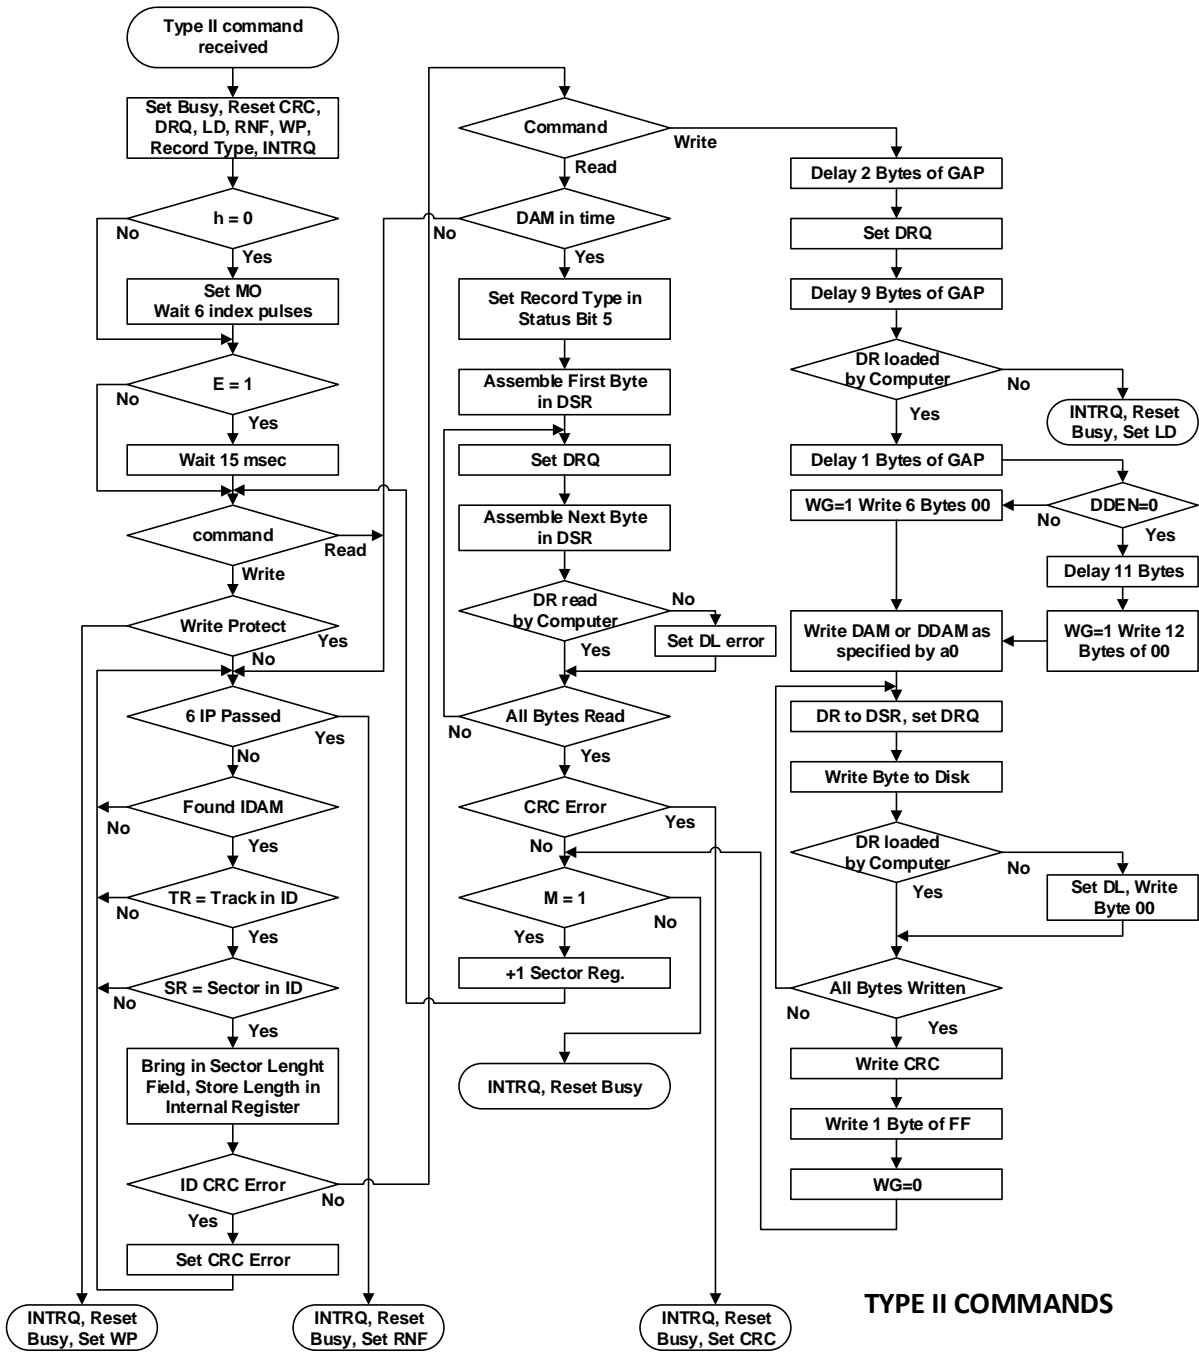 Type II command
received
Set Busy, Reset CRC,
DRQ, LD, RNF, WP,
Record Type, INTRQ
h = 0
No
Yes
Set MO
Wait 6 index pulses
E = 1
No
Yes
Wait 15 msec
command
Read
Write
Write Protect
Yes
No
6 IP Passed
Yes
No
Found IDAM
No
Yes
TR = Track in ID
No
Yes
SR = Sector in ID
No
Yes
Bring in Sector Lenght
Field, Store Length in
Internal Register
ID CRC Error
No
Yes
Set CRC Error
INTRQ, Reset
Busy, Set WP
INTRQ, Reset
Busy, Set RNF
Command
Write
Read
DAM in time
No
Yes
Set Record Type in
Status Bit 5
Assemble First Byte
in DSR
Set DRQ
Assemble Next Byte
in DSR
DR read
by Computer
No
Yes
Set DL error
All Bytes Read
No
Yes
CRC Error
Yes
No
M = 1
No
Yes
+1 Sector Reg.
INTRQ, Reset Busy
INTRQ, Reset
Busy, Set CRC
Delay 2 Bytes of GAP
Set DRQ
Delay 9 Bytes of GAP
DR loaded
by Computer
No
Yes
INTRQ, Reset
Busy, Set LD
Delay 1 Bytes of GAP
DDEN=0
No
Yes
WG=1 Write 6 Bytes 00
Delay 11 Bytes
WG=1 Write 12
Bytes of 00
Write DAM or DDAM as
specified by a0
DR to DSR, set DRQ
Write Byte to Disk
DR loaded
by Computer
No
Yes
Set DL, Write
Byte 00
All Bytes Written
No
Yes
Write CRC
Write 1 Byte of FF
WG=0
TYPE II COMMANDS